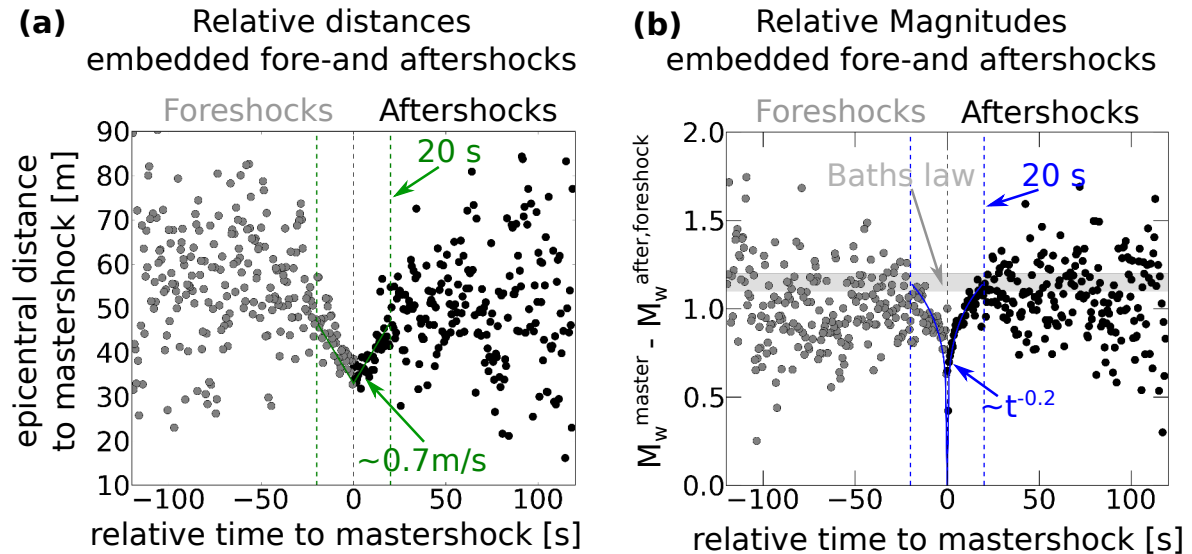 (a) Relative distances
embedded fore-and aftershocks
Foreshocks Aftershocks
90
80
70
60
50
40
30
20
10
epicentral distance
to mastershock [m]
20 s
~0.7m/s
−100 −50 0 50 100
relative time to mastershock [s]
(b) Relative Magnitudes
embedded fore-and aftershocks
Foreshocks Aftershocks
2.0
1.5
1.0
0.5
0.0
M_w^master - M_w^after,foreshock
Baths law
20 s
~t^-0.2
−100 −50 0 50 100
relative time to mastershock [s]